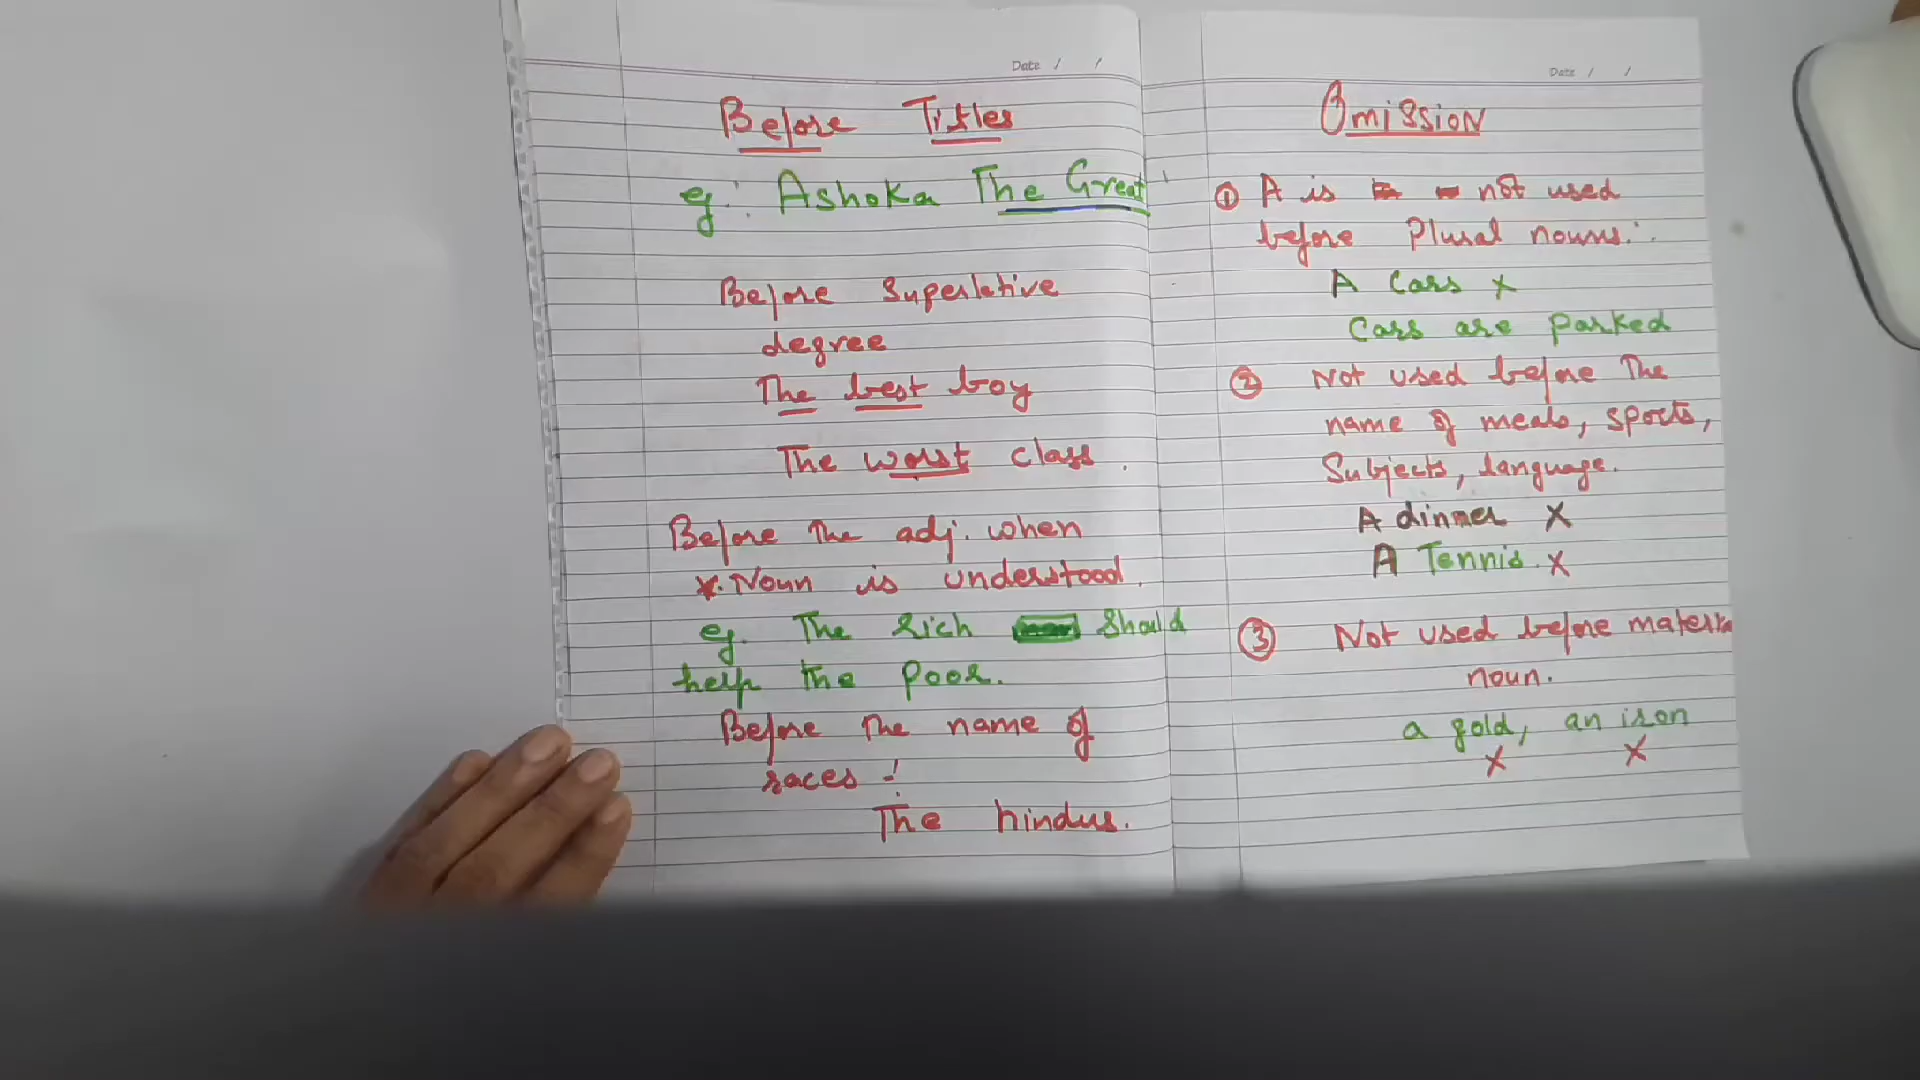 Date / /
Before Titles
eg: Ashoka The Great
Before Superlative
degree
The best boy
The worst class.
Before The adj. when
Noun is understood.
eg. The rich should
help the poor.
Before The name of
races :
The hindus.
Date / /
Omission
① A is not used
before Plural nouns:
A Cars x
Cars are parked
② Not used before The
name of meals, sports,
Subjects, language.
A dinner X
A Tennis. X
③ Not used before materia
noun.
a gold, an iron
X X